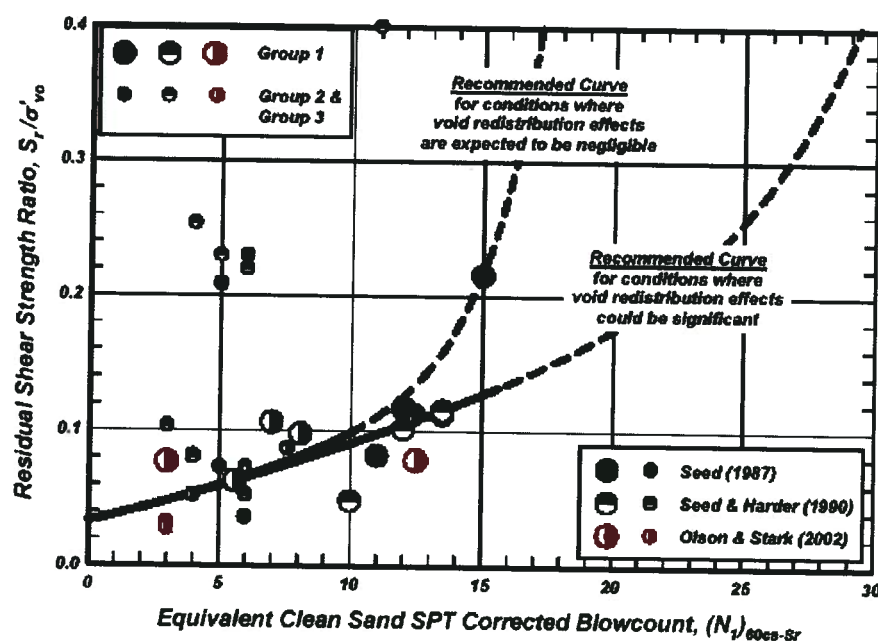 0.4
0.3
0.2
0.1
0.0
Residual Shear Strength Ratio, Sr/σ'vo
Group 1
Group 2 &
Group 3
Recommended Curve
for conditions where
void redistribution effects
are expected to be negligible
Recommended Curve
for conditions where
void redistribution effects
could be significant
Seed (1987)
Seed & Harder (1990)
Olson & Stark (2002)
0 5 10 15 20 25 30
Equivalent Clean Sand SPT Corrected Blowcount, (N1)60cs-Sr